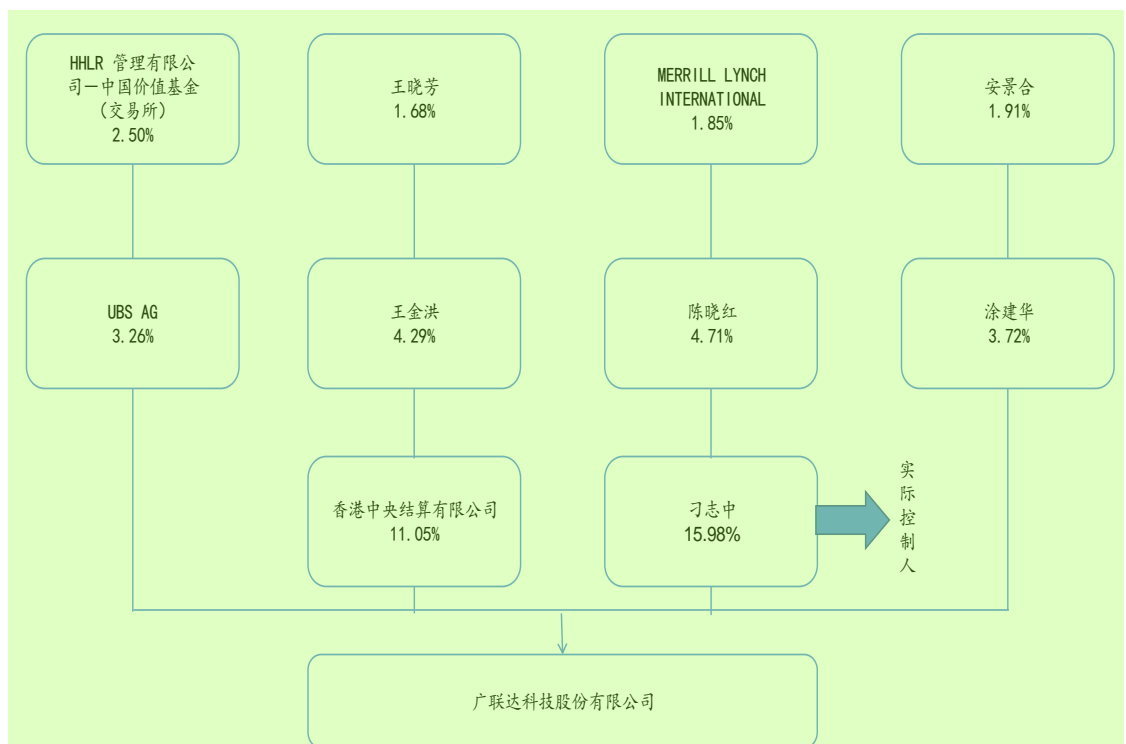 HHLR 管理有限公
司—中国价值基金
（交易所）
2.50%
王晓芳
1.68%
MERRILL LYNCH
INTERNATIONAL
1.85%
安景合
1.91%
UBS AG
3.26%
王金洪
4.29%
陈晓红
4.71%
涂建华
3.72%
香港中央结算有限公司
11.05%
刁志中
15.98%
实
际
控
制
人
广联达科技股份有限公司